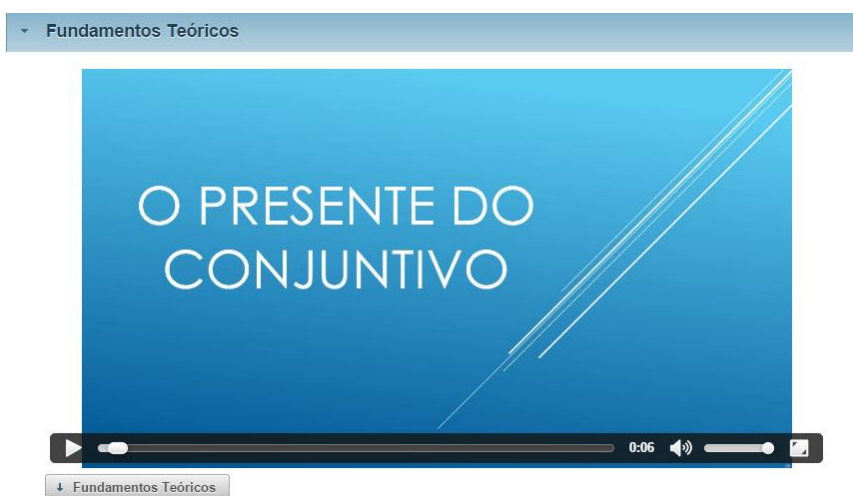 Fundamentos Teóricos
O PRESENTE DO
CONJUNTIVO
0:06
Fundamentos Teóricos